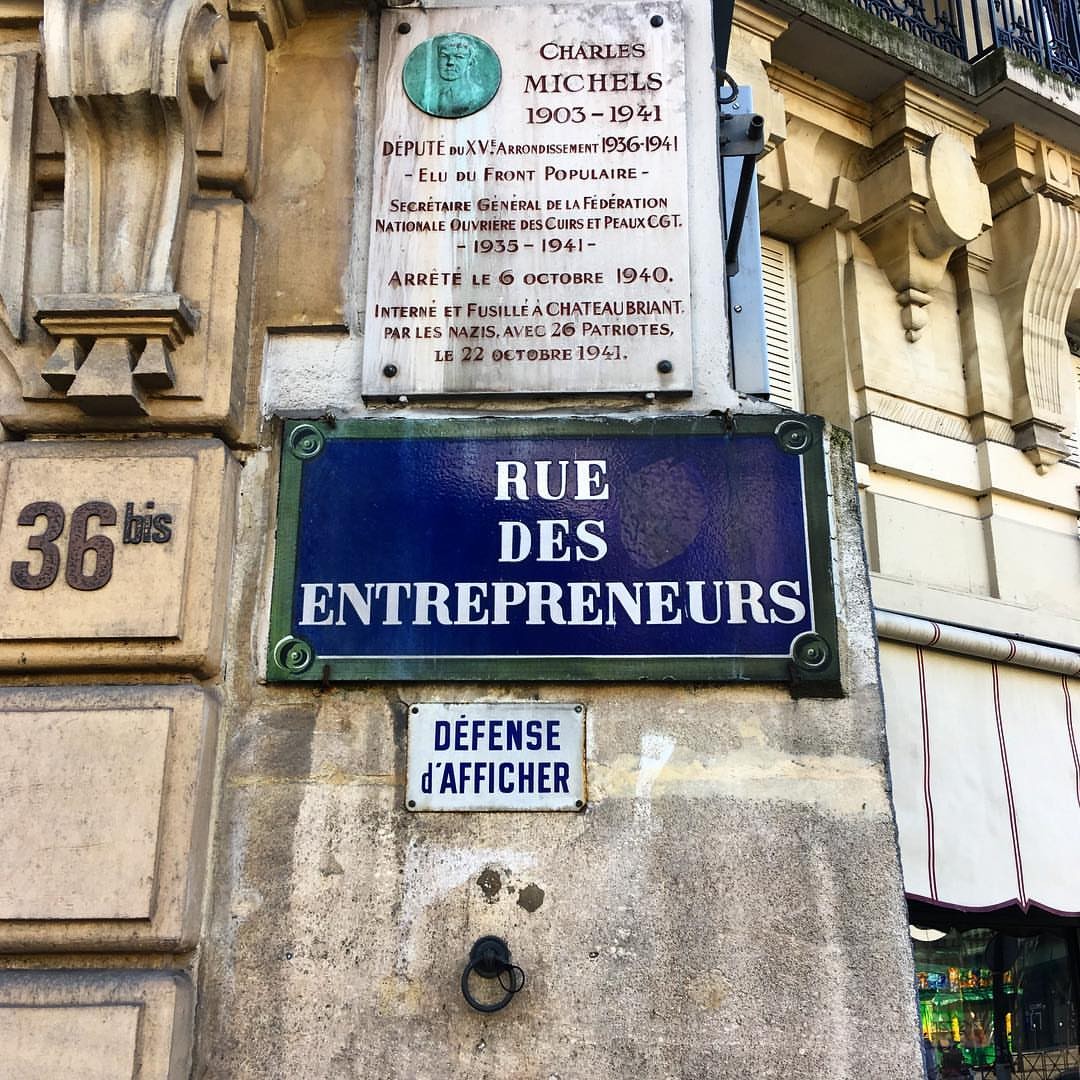 CHARLES
MICHELS
1903-1941
DÉPUTÉ DU XVE ARRONDISSEMENT 1936-1941
- ELU DU FRONT POPULAIRE -
SECRÉTAIRE GÉNÉRAL DE LA FÉDÉRATION
NATIONALE OUVRIÈRE DES CUIRS ET PEAUX CGT.
- 1935 - 1941 -
ARRÊTÉ LE 6 OCTOBRE 1940.
INTERNÉ ET FUSILLÉ À CHATEAUBRIANT.
PAR LES NAZIS, AVEC 26 PATRIOTES,
LE 22 OCTOBRE 1941.
36 bis
RUE
DES
ENTREPRENEURS
DÉFENSE
d'AFFICHER